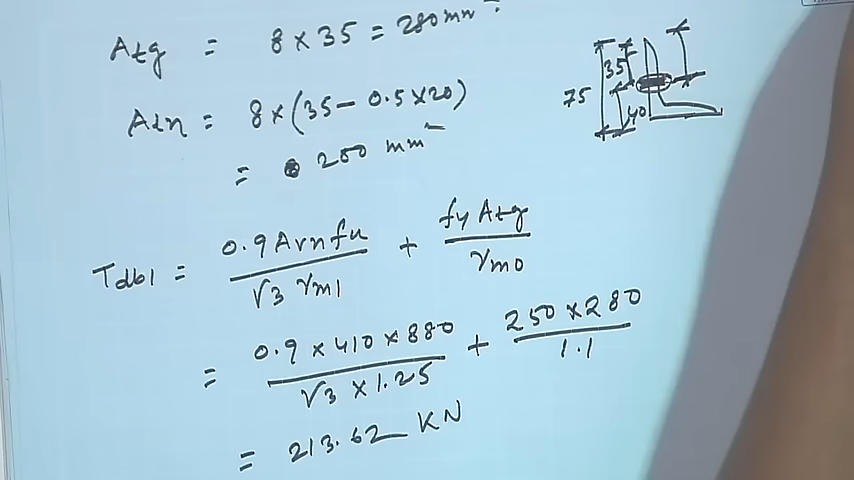 Atg = 8 × 35 = 280 mm²
Atn = 8 × (35 - 0.5 × 20)
= 200 mm²
Tdb1 = 0.9 Avn fu / √3 γm1 + fy Atg / γm0
= 0.9 × 410 × 880 / √3 × 1.25 + 250 × 280 / 1.1
= 213.62 KN
35
75
40